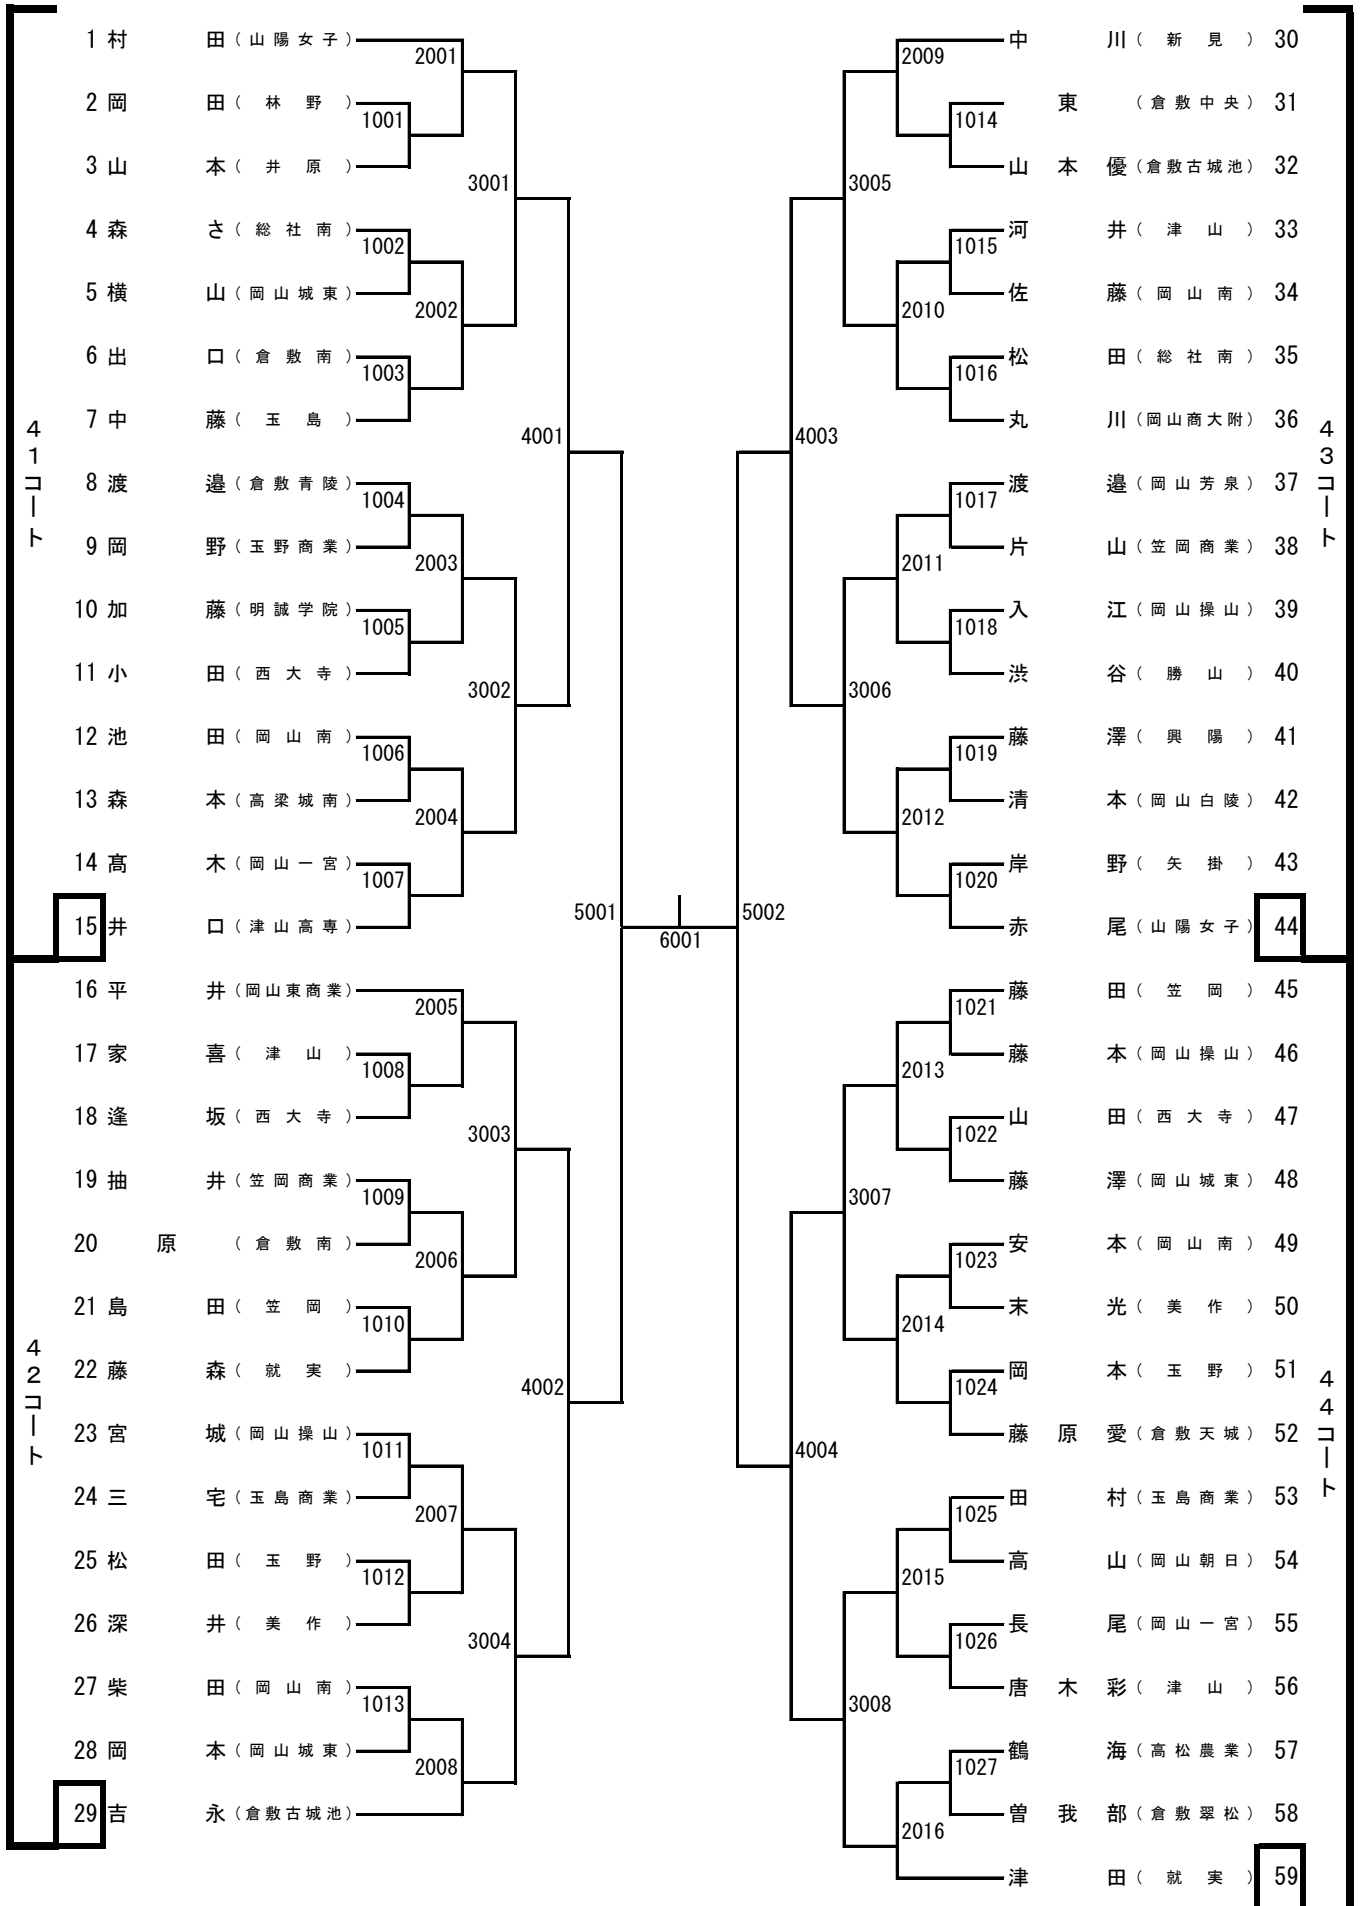 1 村 田（山陽女子）
2001
2 岡 田（林 野）
1001
3 山 本（井 原）
3001
4 森 さ（総社南）
1002
5 横 山（岡山城東）
2002
6 出 口（倉敷南）
1003
7 中 藤（玉 島）
41コート
4001
8 渡 邉（倉敷青陵）
1004
9 岡 野（玉野商業）
2003
10 加 藤（明誠学院）
1005
11 小 田（西大寺）
3002
12 池 田（岡山南）
1006
13 森 本（高梁城南）
2004
14 髙 木（岡山一宮）
1007
15 井 口（津山高専）
5001
6001
16 平 井（岡山東商業）
2005
17 家 喜（津 山）
1008
18 逢 坂（西大寺）
3003
19 抽 井（笠岡商業）
1009
20 原 （倉敷南）
2006
21 島 田（笠 岡）
1010
22 藤 森（就 実）
42コート
4002
23 宮 城（岡山操山）
1011
24 三 宅（玉島商業）
2007
25 松 田（玉 野）
1012
26 深 井（美 作）
3004
27 柴 田（岡山南）
1013
28 岡 本（岡山城東）
2008
29 吉 永（倉敷古城池）
中 川（新 見） 30
2009
東 （倉敷中央） 31
1014
山 本 優（倉敷古城池） 32
3005
河 井（津 山） 33
1015
佐 藤（岡山南） 34
2010
松 田（総社南） 35
1016
丸 川（岡山商大附） 36
4003
43コート
渡 邉（岡山芳泉） 37
1017
片 山（笠岡商業） 38
2011
入 江（岡山操山） 39
1018
渋 谷（勝 山） 40
3006
藤 澤（興 陽） 41
1019
清 本（岡山白陵） 42
2012
岸 野（矢 掛） 43
1020
赤 尾（山陽女子） 44
5002
藤 田（笠 岡） 45
1021
藤 本（岡山操山） 46
2013
山 田（西大寺） 47
1022
藤 澤（岡山城東） 48
3007
安 本（岡山南） 49
1023
末 光（美 作） 50
2014
岡 本（玉 野） 51
1024
藤 原 愛（倉敷天城） 52
44コート
4004
田 村（玉島商業） 53
1025
高 山（岡山朝日） 54
2015
長 尾（岡山一宮） 55
1026
唐 木 彩（津 山） 56
3008
鶴 海（高松農業） 57
1027
曽 我 部（倉敷翠松） 58
2016
津 田（就 実） 59